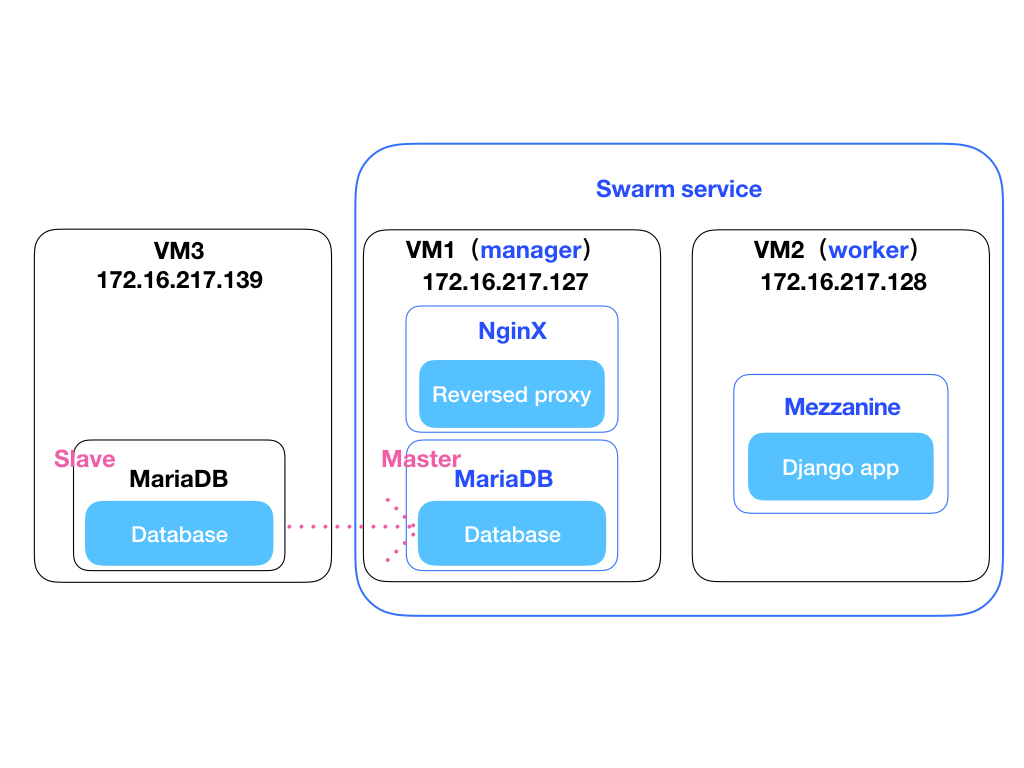 Swarm service
VM3
172.16.217.139
Slave
MariaDB
Database
VM1（manager）
172.16.217.127
NginX
Reversed proxy
Master
MariaDB
Database
VM2（worker）
172.16.217.128
Mezzanine
Django app